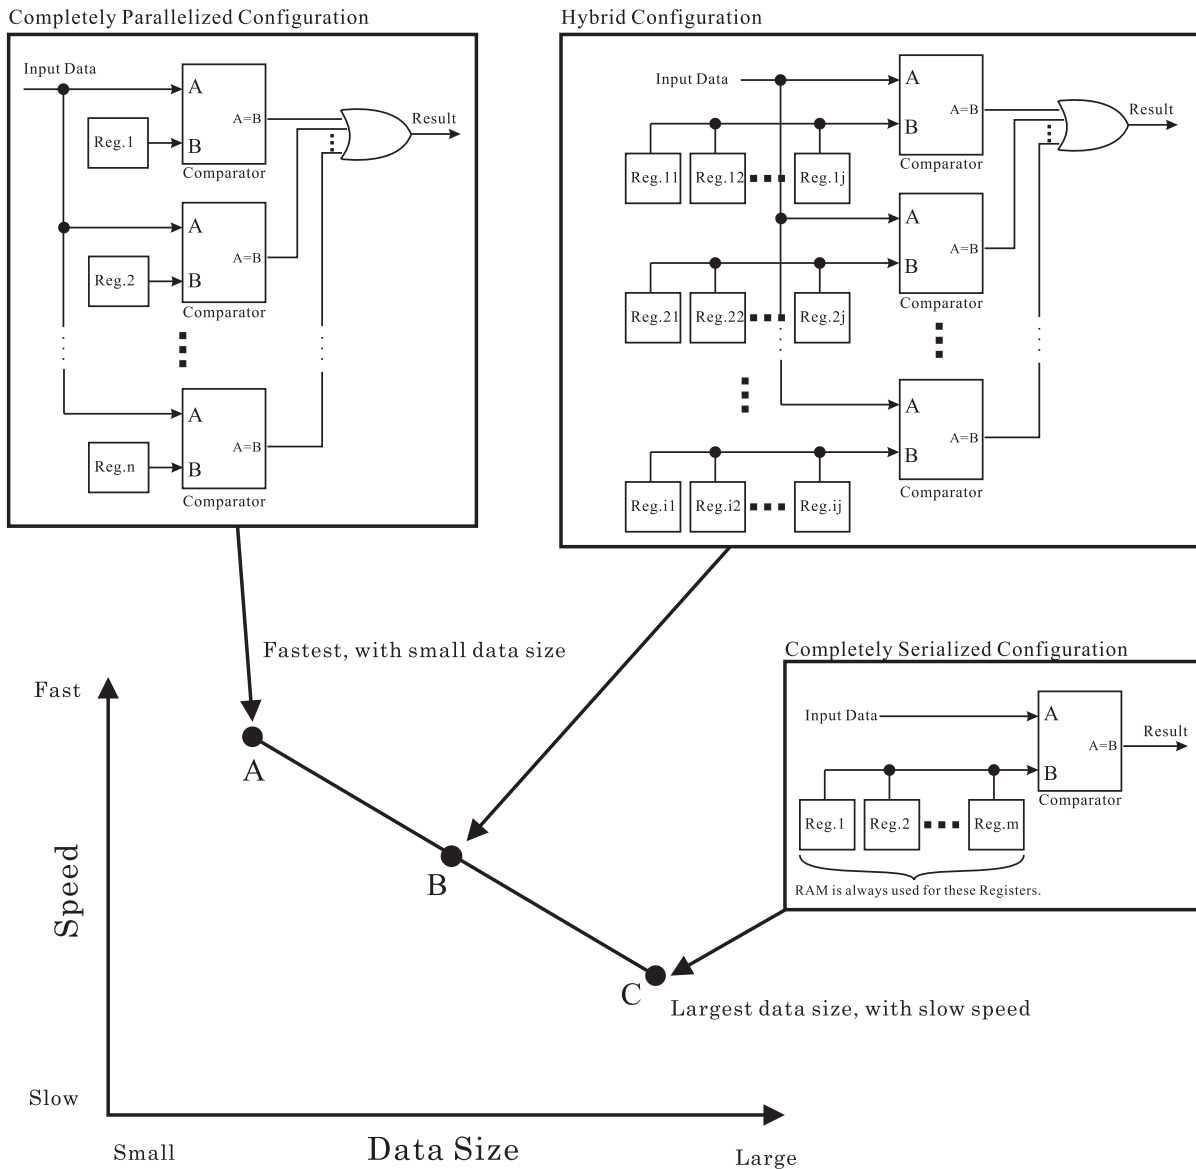 Completely Parallelized Configuration
Input Data
A
A=B
Reg.1
B
Comparator
Result
A
A=B
Reg.2
B
Comparator
A
A=B
Reg.n
B
Comparator
Hybrid Configuration
Input Data
A
A=B
B
Comparator
Result
Reg.11
Reg.12
Reg.1j
A
A=B
B
Comparator
Reg.21
Reg.22
Reg.2j
A
A=B
B
Comparator
Reg.i1
Reg.i2
Reg.ij
Fastest, with small data size
Completely Serialized Configuration
Input Data
A
A=B
B
Comparator
Result
Reg.1
Reg.2
Reg.m
RAM is always used for these Registers.
Fast
A
B
C
Speed
Largest data size, with slow speed
Slow
Small
Data Size
Large